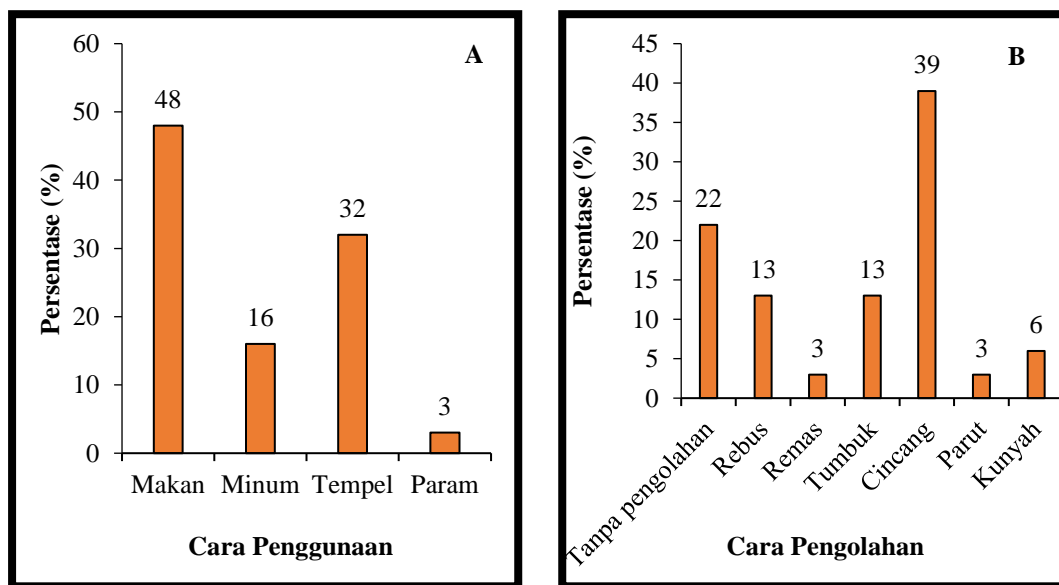 A
Persentase (%)
60
50
40
30
20
10
0
48
16
32
3
Makan Minum Tempel Param
Cara Penggunaan
B
Persentase (%)
45
40
35
30
25
20
15
10
5
0
22
13
3
13
39
3
6
Tanpa pengolahan
Rebus
Remas
Tumbuk
Cincang
Parut
Kunyah
Cara Pengolahan